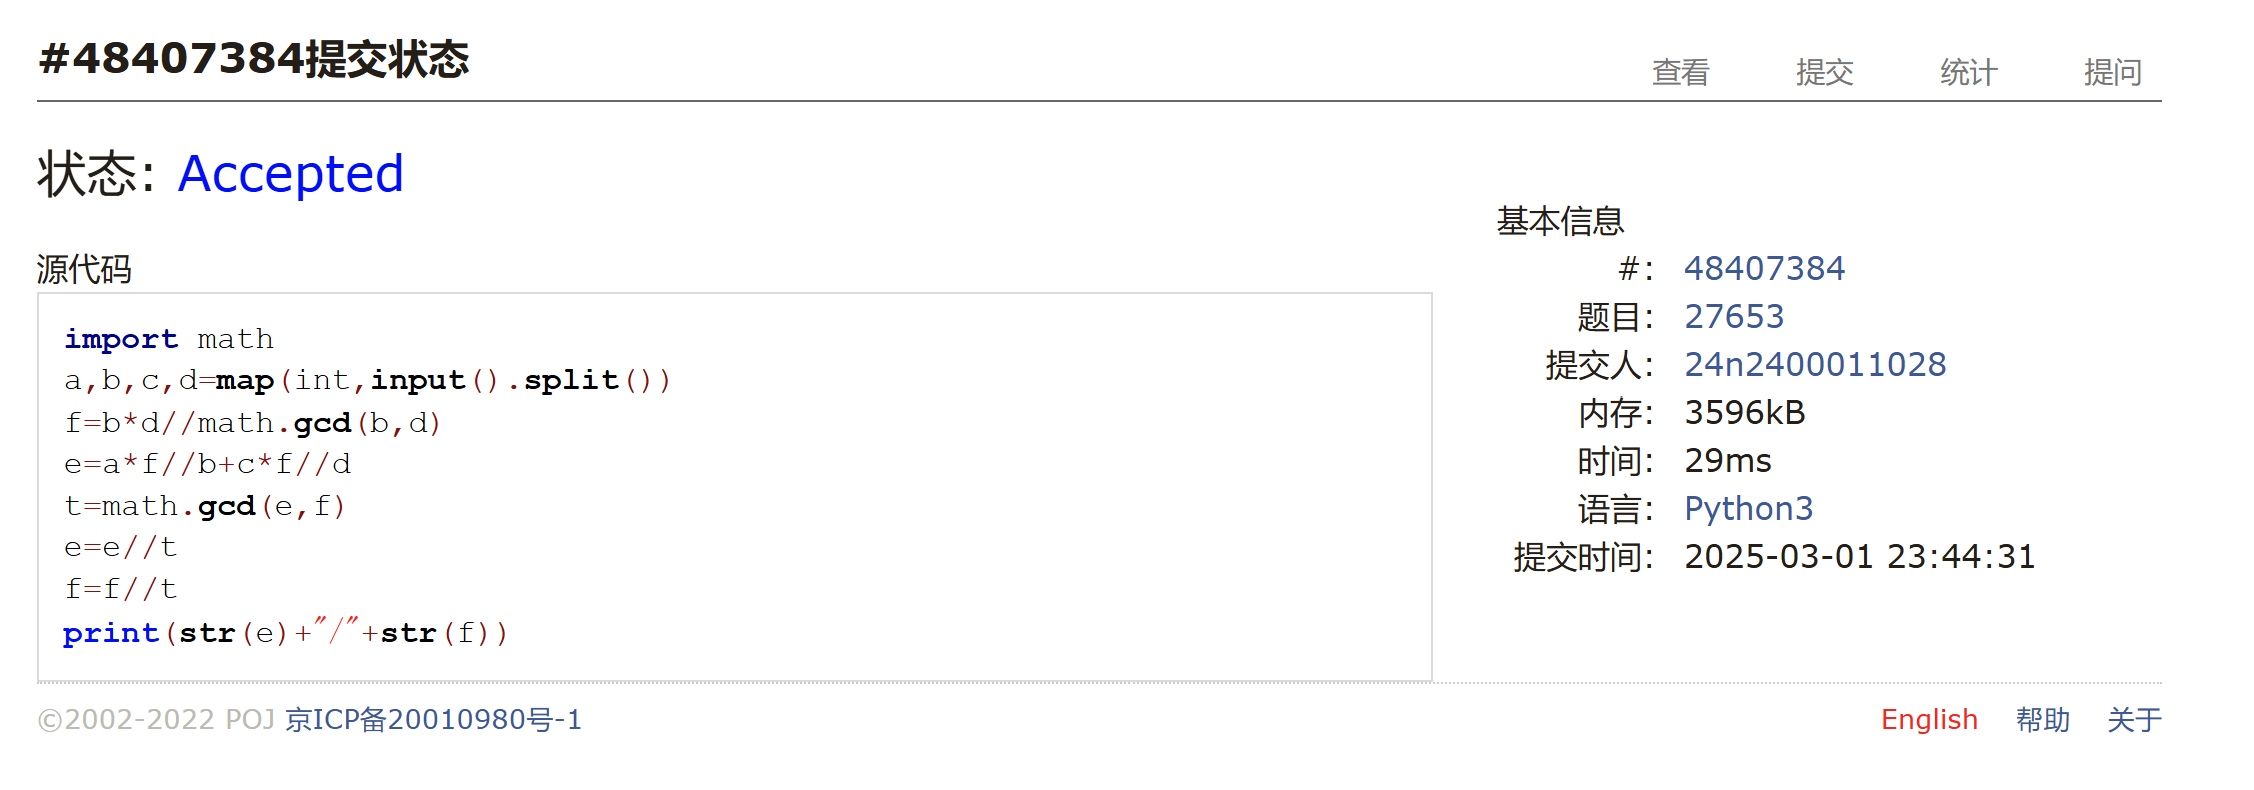 #48407384提交状态
查看 提交 统计 提问
状态: Accepted
源代码
import math
a,b,c,d=map(int,input().split())
f=b*d//math.gcd(b,d)
e=a*f//b+c*f//d
t=math.gcd(e,f)
e=e//t
f=f//t
print(str(e)+"/"+str(f))
基本信息
#: 48407384
题目: 27653
提交人: 24n2400011028
内存: 3596kB
时间: 29ms
语言: Python3
提交时间: 2025-03-01 23:44:31
©2002-2022 POJ 京ICP备20010980号-1
English 帮助 关于